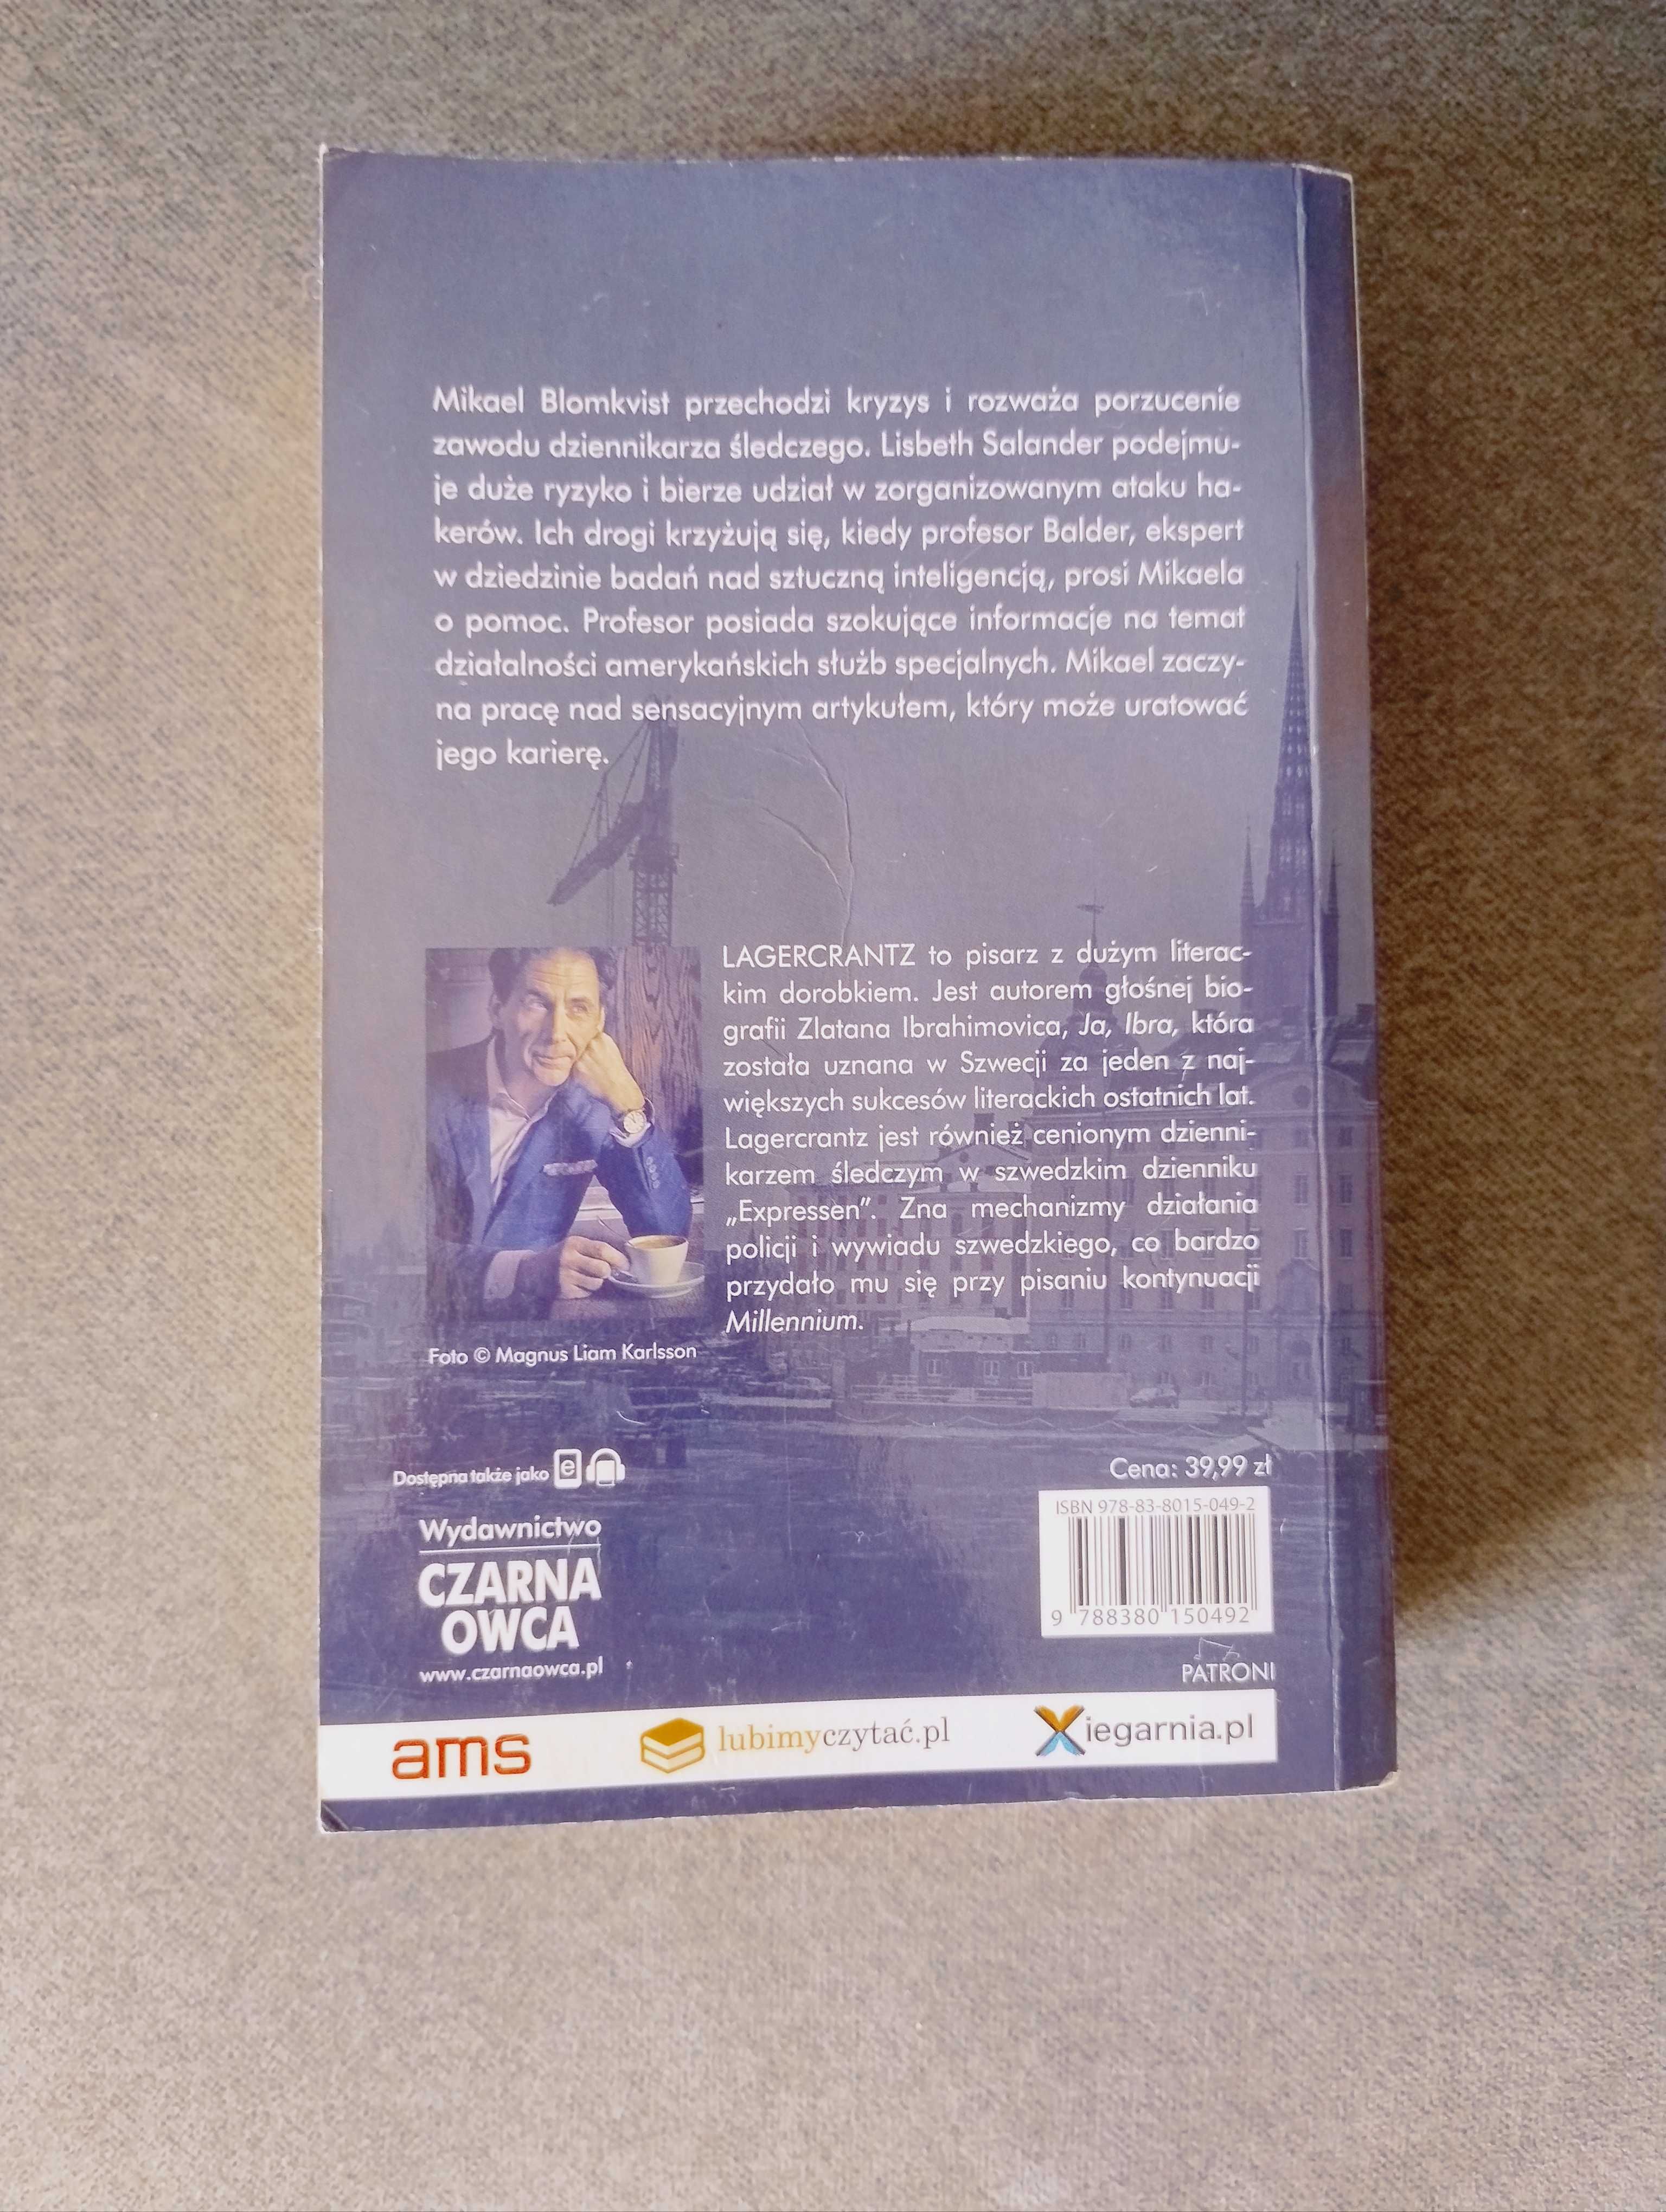 Mikael Blomkvist przechodzi kryzys i rozważa porzucenie
zawodu dziennikarza śledczego. Lisbeth Salander podejmu-
je duże ryzyko i bierze udział w zorganizowanym ataku ha-
kerów. Ich drogi krzyżują się, kiedy profesor Balder, ekspert
w dziedzinie badań nad sztuczną inteligencją, prosi Mikaela
o pomoc. Profesor posiada szokujące informacje na temat
działalności amerykańskich służb specjalnych. Mikael zaczy-
na pracę nad sensacyjnym artykułem, który może uratować
jego karierę.
LAGERCRANTZ to pisarz z dużym literac-
kim dorobkiem. Jest autorem głośnej bio-
grafii Zlatana Ibrahimovica, Ja, Ibra, która
została uznana w Szwecji za jeden z naj-
większych sukcesów literackich ostatnich lat.
Lagercrantz jest również cenionym dzienni-
karzem śledczym w szwedzkim dzienniku
„Expressen”. Zna mechanizmy działania
policji i wywiadu szwedzkiego, co bardzo
przydało mu się przy pisaniu kontynuacji
Millennium.
Foto © Magnus Liam Karlsson
Dostępna także jako e
Wydawnictwo
CZARNA
OWCA
www.czarnaowca.pl
Cena: 39,99 zł
ISBN 978-83-8015-049-2
9 788380 150492
PATRONI
ams
lubimyczytać.pl
Xiegarnia.pl